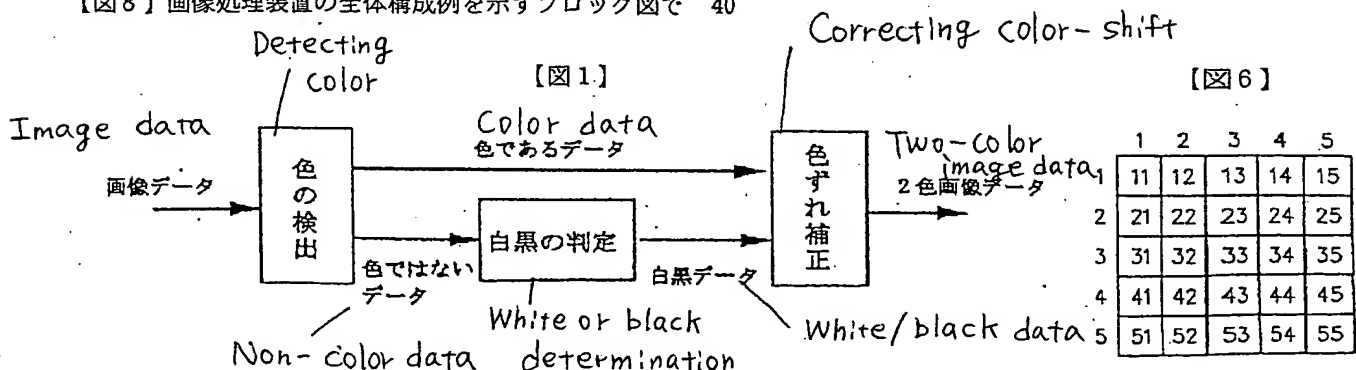 【図8】画像処理装置の全体構成例を示すブロック図で 40
Detecting
color
【図1.】
Correcting color-shift
【図6】
Image data
画像データ
色の検出
Color data
色であるデータ
色ではない
データ
Non-color data
白黒の判定
White or black
determination
白黒データ
White/black data
色ずれ補正
Two-color
image data
2色画像データ
1 2 3 4 5
1 11 12 13 14 15
2 21 22 23 24 25
3 31 32 33 34 35
4 41 42 43 44 45
5 51 52 53 54 55